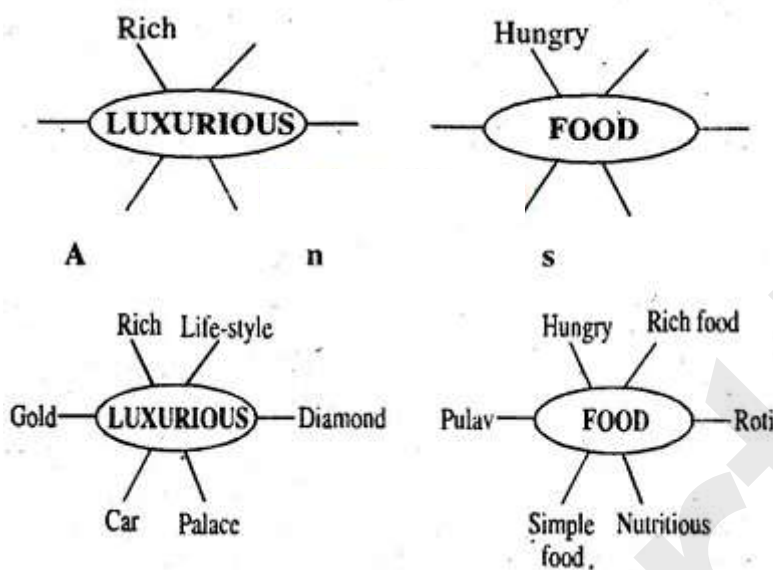 Rich
Hungry
LUXURIOUS
FOOD
A n s
Rich Life-style
Gold LUXURIOUS Diamond
Car Palace
Hungry Rich food
Pulav FOOD Roti
Simple Nutritious
food.